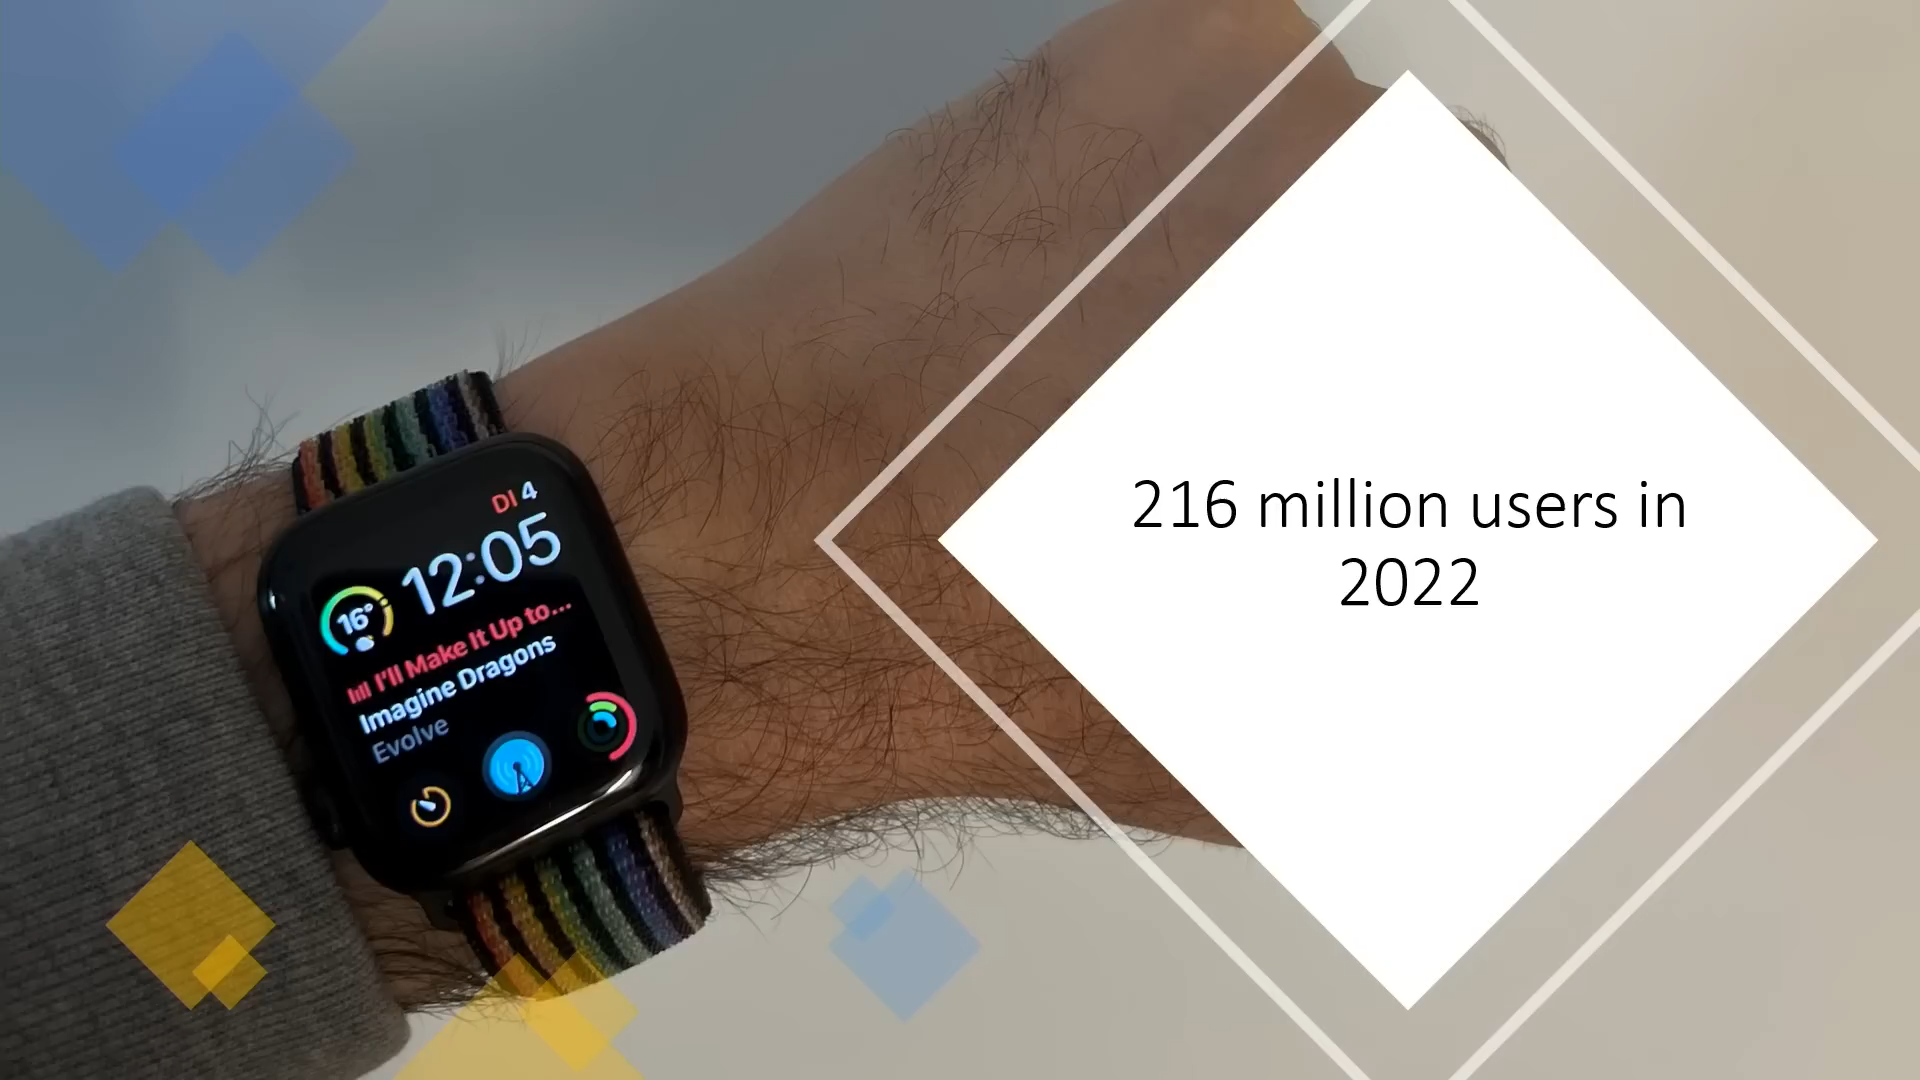 DI 4
12:05
16°
I'll Make It Up to...
Imagine Dragons
Evolve
216 million users in
2022